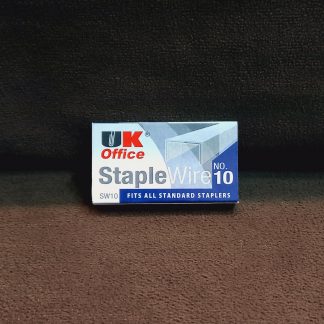 UK®
Office
Staple Wire NO. 10
SW10 FITS ALL STANDARD STAPLERS